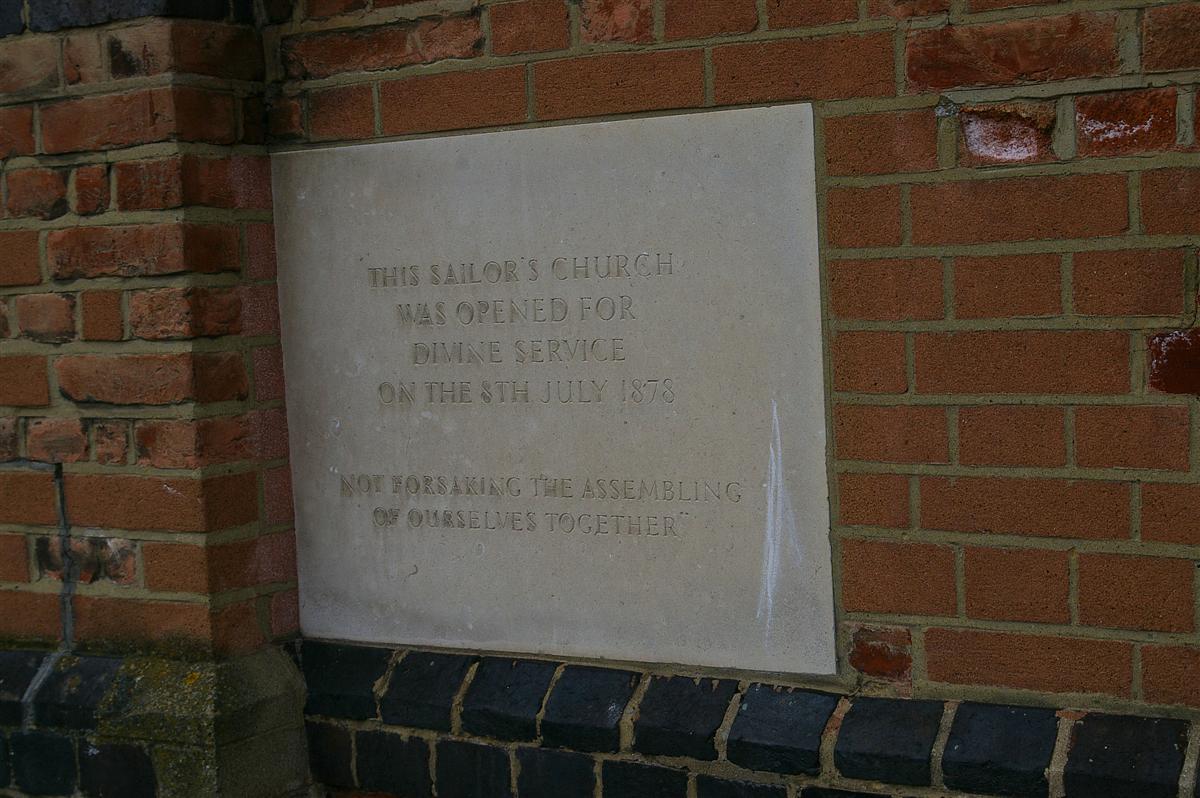 THIS SAILOR'S CHURCH
WAS OPENED FOR
DIVINE SERVICE
ON THE 8TH JULY 1878
NOT FORSAKING THE ASSEMBLING
OF OURSELVES TOGETHER"